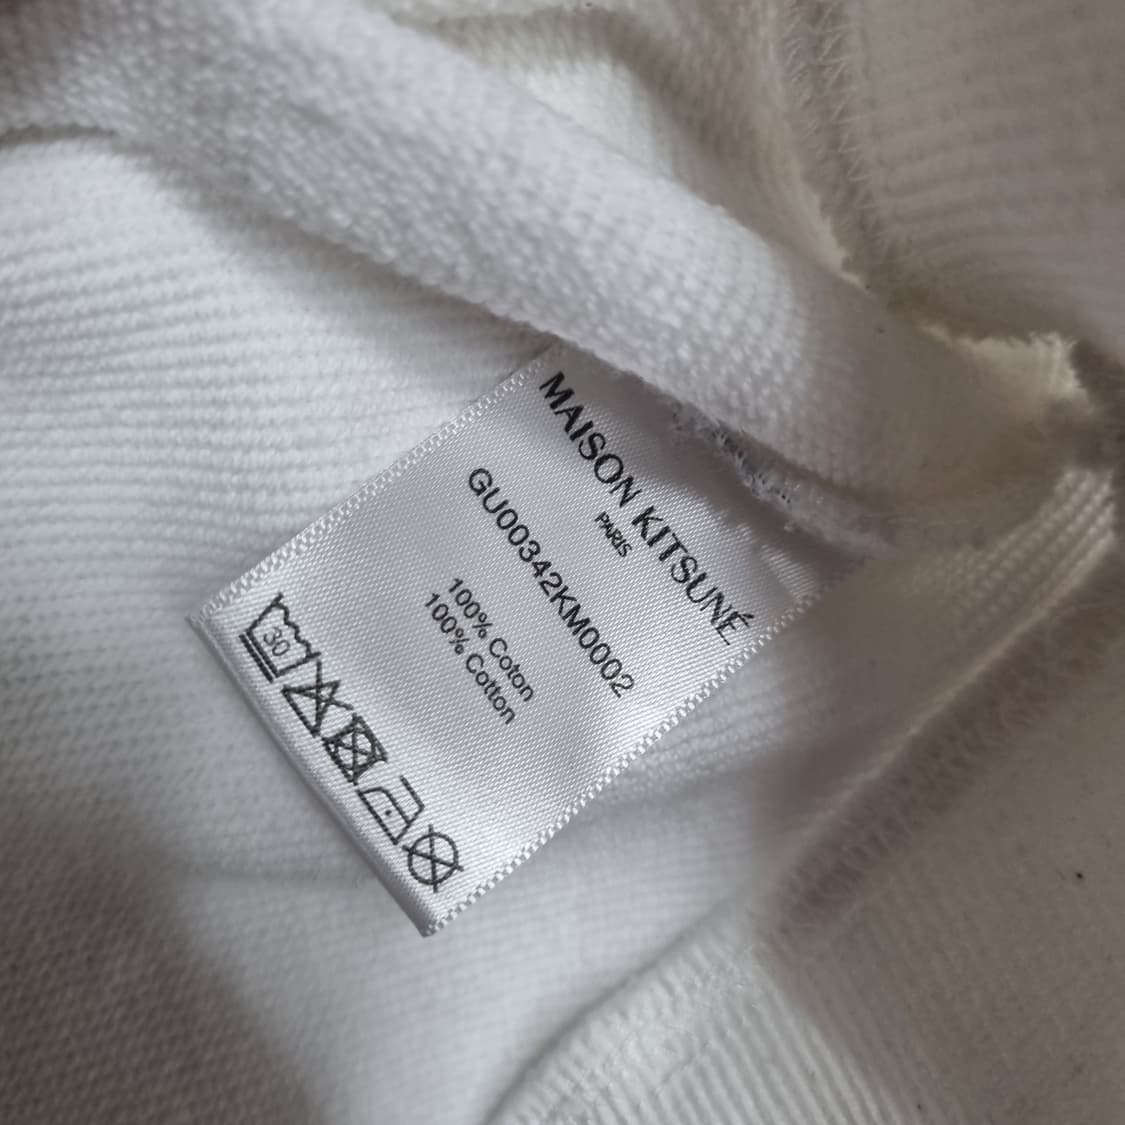 MAISON KITSUNÉ
PARIS
GU00342KM0002
100% Coton
100% Cotton
30